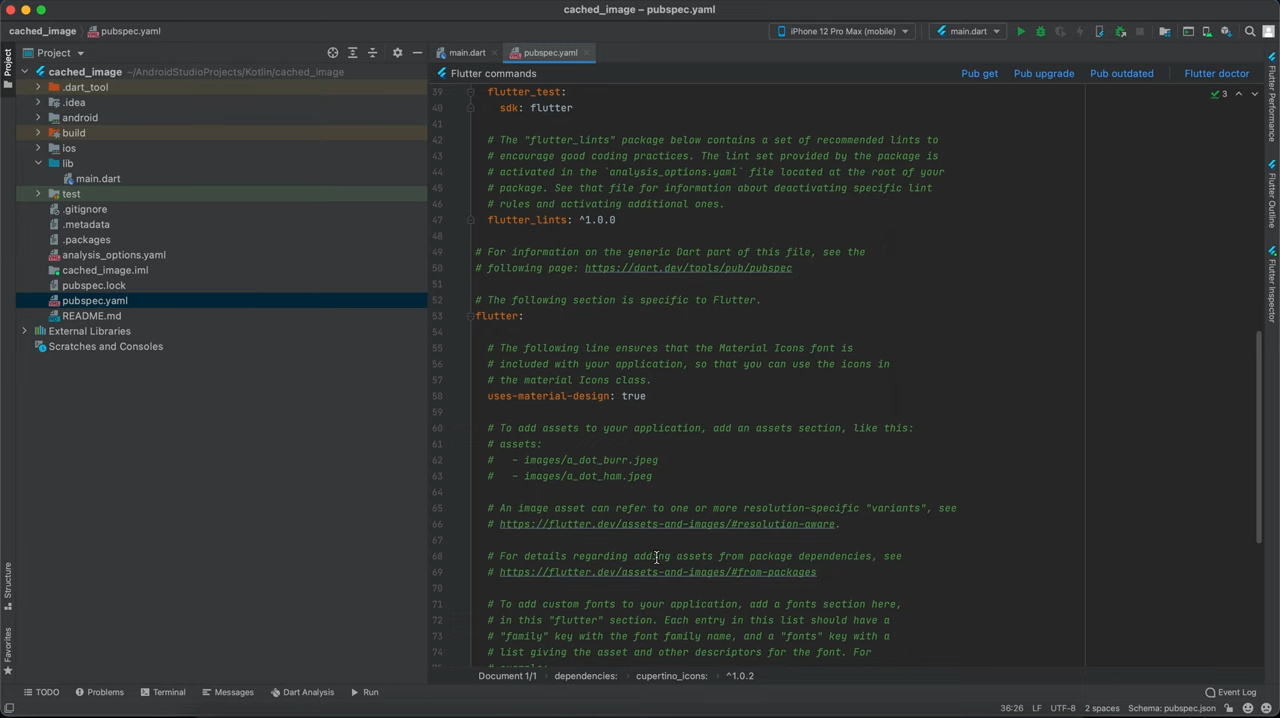 cached_image – pubspec.yaml
cached_image
pubspec.yaml
iPhone 12 Pro Max (mobile)
main.dart
Project
Project
main.dart
pubspec.yaml
cached_image ~/AndroidStudioProjects/Kotlin/cached_image
.dart_tool
.idea
android
build
ios
lib
main.dart
test
.gitignore
.metadata
.packages
analysis_options.yaml
cached_image.iml
pubspec.lock
pubspec.yaml
README.md
External Libraries
Scratches and Consoles
Structure
Favorites
Flutter commands
Pub get
Pub upgrade
Pub outdated
Flutter doctor
3
39 flutter_test:
40 sdk: flutter
41
42 # The "flutter_lints" package below contains a set of recommended lints to
43 # encourage good coding practices. The lint set provided by the package is
44 # activated in the `analysis_options.yaml` file located at the root of your
45 # package. See that file for information about deactivating specific lint
46 # rules and activating additional ones.
47 flutter_lints: ^1.0.0
48
49 # For information on the generic Dart part of this file, see the
50 # following page: https://dart.dev/tools/pub/pubspec
51
52 # The following section is specific to Flutter.
53 flutter:
54
55 # The following line ensures that the Material Icons font is
56 # included with your application, so that you can use the icons in
57 # the material Icons class.
58 uses-material-design: true
59
60 # To add assets to your application, add an assets section, like this:
61 # assets:
62 # - images/a_dot_burr.jpeg
63 # - images/a_dot_ham.jpeg
64
65 # An image asset can refer to one or more resolution-specific "variants", see
66 # https://flutter.dev/assets-and-images/#resolution-aware.
67
68 # For details regarding adding assets from package dependencies, see
69 # https://flutter.dev/assets-and-images/#from-packages
70
71 # To add custom fonts to your application, add a fonts section here,
72 # in this "flutter" section. Each entry in this list should have a
73 # "family" key with the font family name, and a "fonts" key with a
74 # list giving the asset and other descriptors for the font. For
Flutter Performance
Flutter Outline
Flutter Inspector
Document 1/1 dependencies: cupertino_icons: ^1.0.2
TODO
Problems
Terminal
Messages
Dart Analysis
Run
Event Log
36:26 LF UTF-8 2 spaces Schema: pubspec.json